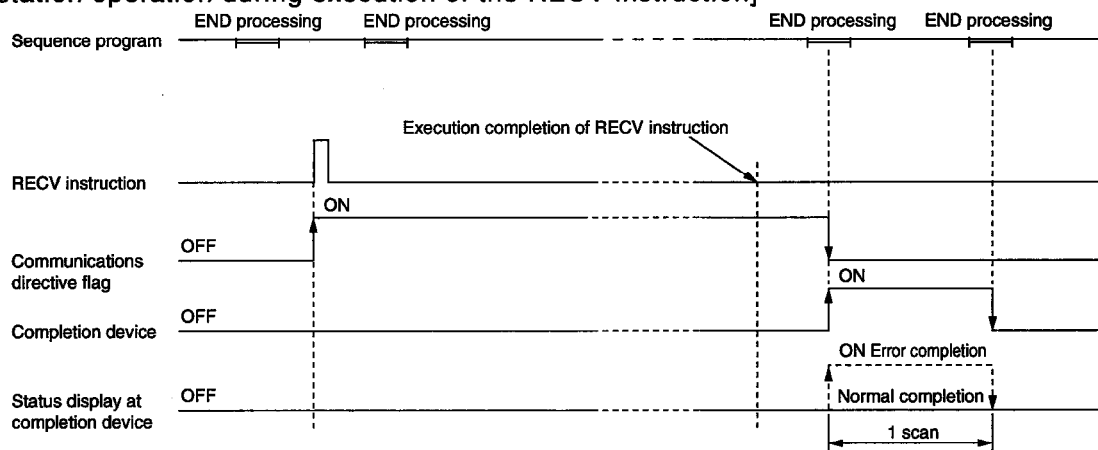 station operation during execution of the RECV instruction]
END processing END processing END processing END processing
Sequence program
Execution completion of RECV instruction
RECV instruction
ON
OFF
Communications
directive flag
ON
OFF
Completion device
ON Error completion
OFF
Normal completion
Status display at
completion device
1 scan